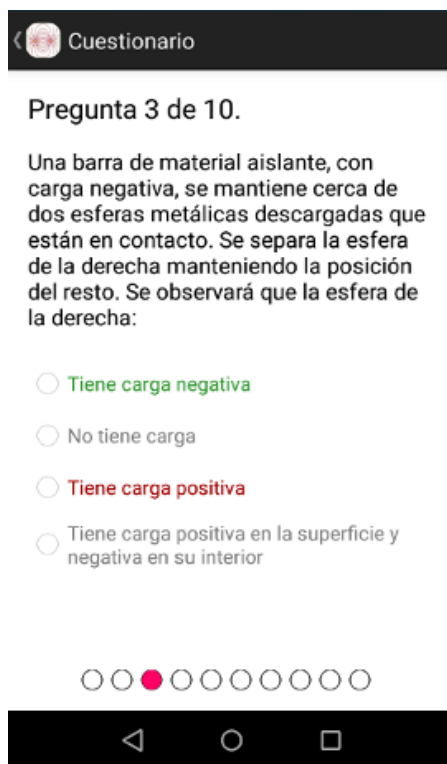 Cuestionario
Pregunta 3 de 10.
Una barra de material aislante, con
carga negativa, se mantiene cerca de
dos esferas metálicas descargadas que
están en contacto. Se separa la esfera
de la derecha manteniendo la posición
del resto. Se observará que la esfera de
la derecha:
Tiene carga negativa
No tiene carga
Tiene carga positiva
Tiene carga positiva en la superficie y
negativa en su interior